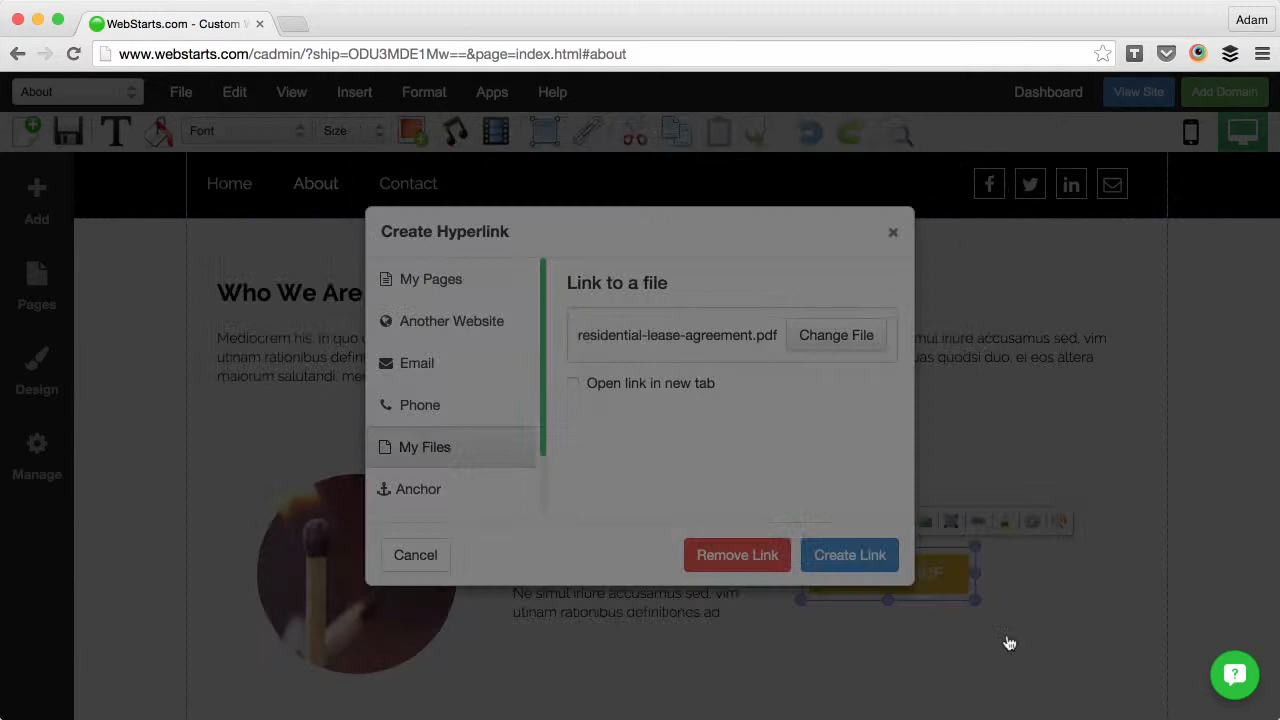 WebStarts.com - Custom
Adam
www.webstarts.com/cadmin/?ship=ODU3MDE1Mw==&page=index.html#about
About
File
Edit
View
Insert
Format
Apps
Help
Dashboard
View Site
Add Domain
Font
Size
Home
About
Contact
Add
Pages
Design
Manage
Create Hyperlink
×
My Pages
Another Website
Email
Phone
My Files
Anchor
Link to a file
residential-lease-agreement.pdf
Change File
Open link in new tab
Cancel
Remove Link
Create Link
Who We Are
Mediocrem his. In quo
simul iriure accusamus sed, vim
utinam rationibus
quas quodsi duo, ei eos altera
maiorum salutandi,
Ne simul iriure accusamus sed, vim
utinam rationibus definitiones ad